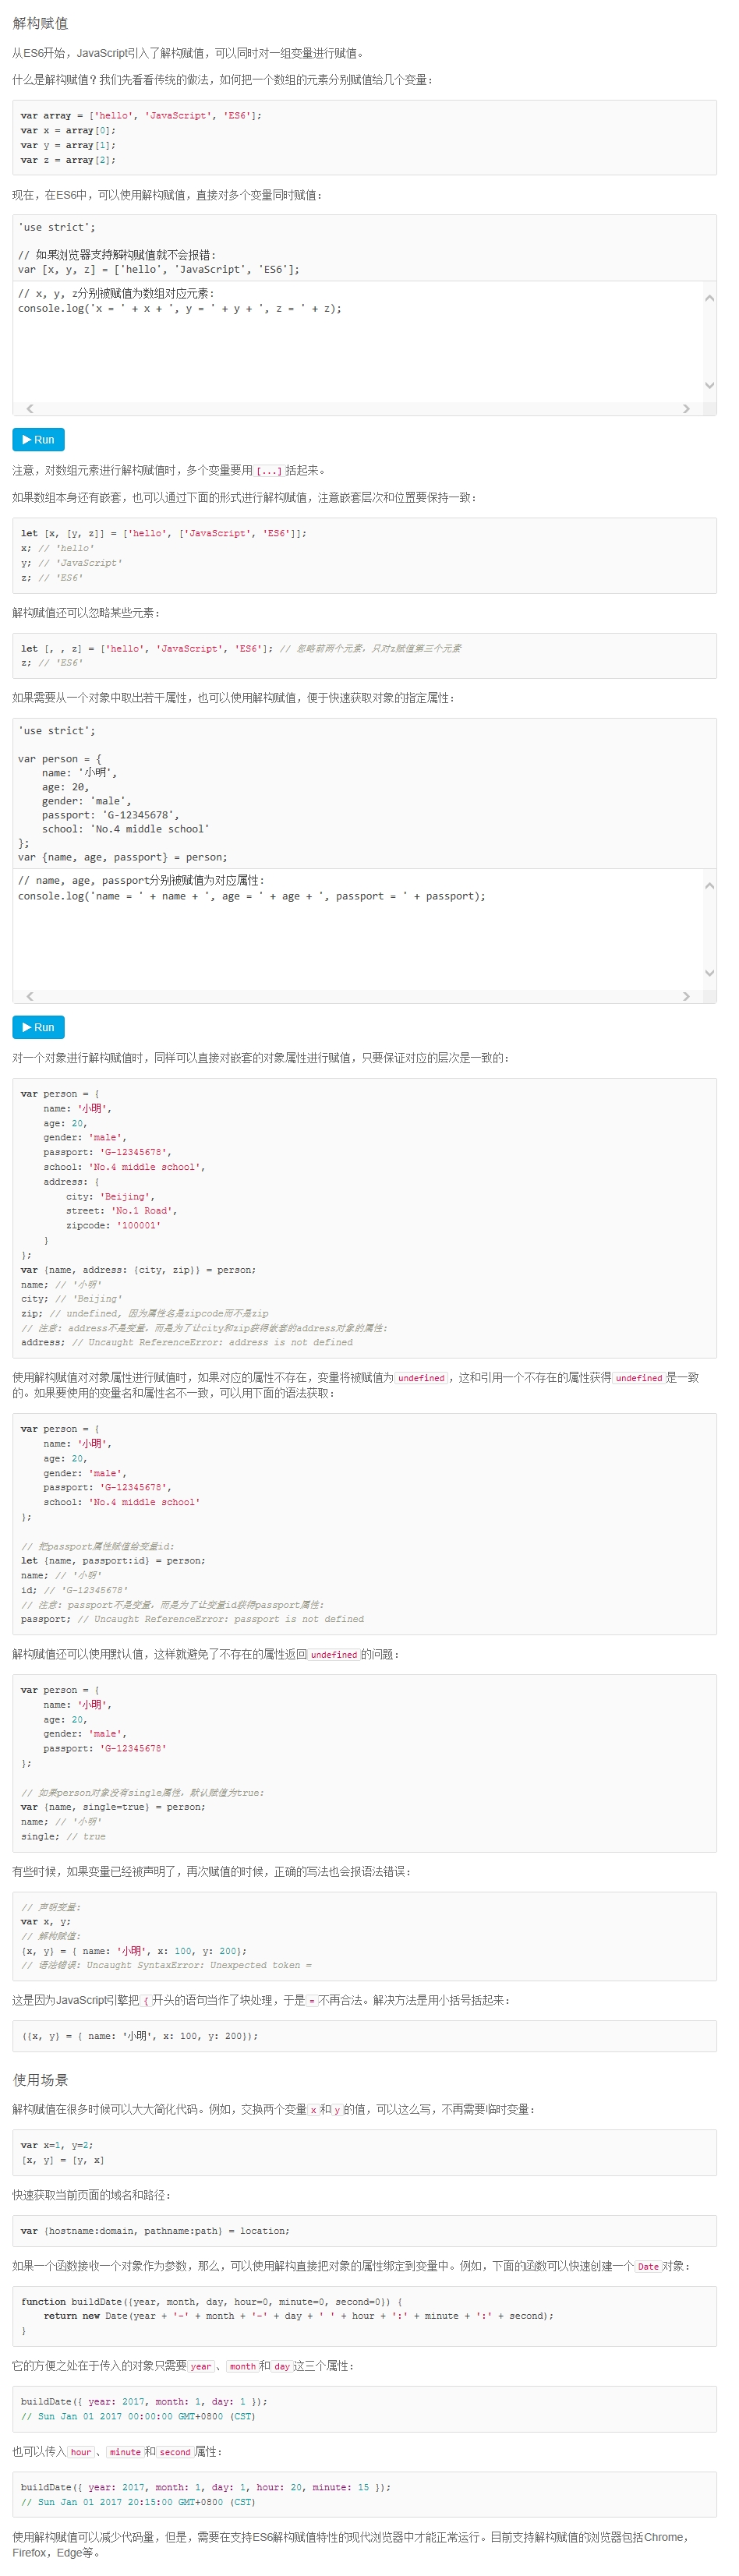 解构赋值
从ES6开始，JavaScript引入了解构赋值，可以同时对一组变量进行赋值。
什么是解构赋值？我们先看看传统的做法，如何把一个数组的元素分别赋值给几个变量：
var array = ['hello', 'JavaScript', 'ES6'];
var x = array[0];
var y = array[1];
var z = array[2];
现在，在ES6中，可以使用解构赋值，直接对多个变量同时赋值：
'use strict';
// 如果浏览器支持解构赋值就不会报错:
var [x, y, z] = ['hello', 'JavaScript', 'ES6'];
// x, y, z分别被赋值为数组对应元素:
console.log('x = ' + x + ', y = ' + y + ', z = ' + z);
Run
注意，对数组元素进行解构赋值时，多个变量要用[...]括起来。
如果数组本身还有嵌套，也可以通过下面的形式进行解构赋值，注意嵌套层次和位置要保持一致：
let [x, [y, z]] = ['hello', ['JavaScript', 'ES6']];
x; // 'hello'
y; // 'JavaScript'
z; // 'ES6'
解构赋值还可以忽略某些元素：
let [, , z] = ['hello', 'JavaScript', 'ES6']; // 忽略前两个元素，只对z赋值第三个元素
z; // 'ES6'
如果需要从一个对象中取出若干属性，也可以使用解构赋值，便于快速获取对象的指定属性：
'use strict';
var person = {
    name: '小明',
    age: 20,
    gender: 'male',
    passport: 'G-12345678',
    school: 'No.4 middle school'
};
var {name, age, passport} = person;
// name, age, passport分别被赋值为对应属性:
console.log('name = ' + name + ', age = ' + age + ', passport = ' + passport);
Run
对一个对象进行解构赋值时，同样可以直接对嵌套的对象属性进行赋值，只要保证对应的层次是一致的：
var person = {
    name: '小明',
    age: 20,
    gender: 'male',
    passport: 'G-12345678',
    school: 'No.4 middle school',
    address: {
        city: 'Beijing',
        street: 'No.1 Road',
        zipcode: '100001'
    }
};
var {name, address: {city, zip}} = person;
name; // '小明'
city; // 'Beijing'
zip; // undefined, 因为属性名是zipcode而不是zip
// 注意: address不是变量，而是为了让city和zip获得嵌套的address对象的属性:
address; // Uncaught ReferenceError: address is not defined
使用解构赋值对对象属性进行赋值时，如果对应的属性不存在，变量将被赋值为undefined，这和引用一个不存在的属性获得undefined是一致
的。如果要使用的变量名和属性名不一致，可以用下面的语法获取：
var person = {
    name: '小明',
    age: 20,
    gender: 'male',
    passport: 'G-12345678',
    school: 'No.4 middle school'
};
// 把passport属性赋值给变量id:
let {name, passport:id} = person;
name; // '小明'
id; // 'G-12345678'
// 注意: passport不是变量，而是为了让变量id获得passport属性:
passport; // Uncaught ReferenceError: passport is not defined
解构赋值还可以使用默认值，这样就避免了不存在的属性返回undefined的问题：
var person = {
    name: '小明',
    age: 20,
    gender: 'male',
    passport: 'G-12345678'
};
// 如果person对象没有single属性，默认赋值为true:
var {name, single=true} = person;
name; // '小明'
single; // true
有些时候，如果变量已经被声明了，再次赋值的时候，正确的写法也会报语法错误：
// 声明变量:
var x, y;
// 解构赋值:
{x, y} = { name: '小明', x: 100, y: 200};
// 语法错误: Uncaught SyntaxError: Unexpected token =
这是因为JavaScript引擎把{开头的语句当作了块处理，于是=不再合法。解决方法是用小括号括起来：
({x, y} = { name: '小明', x: 100, y: 200});
使用场景
解构赋值在很多时候可以大大简化代码。例如，交换两个变量x和y的值，可以这么写，不再需要临时变量：
var x=1, y=2;
[x, y] = [y, x]
快速获取当前页面的域名和路径：
var {hostname:domain, pathname:path} = location;
如果一个函数接收一个对象作为参数，那么，可以使用解构直接把对象的属性绑定到变量中。例如，下面的函数可以快速创建一个Date对象：
function buildDate({year, month, day, hour=0, minute=0, second=0}) {
    return new Date(year + '-' + month + '-' + day + ' ' + hour + ':' + minute + ':' + second);
}
它的方便之处在于传入的对象只需要year、month和day这三个属性：
buildDate({ year: 2017, month: 1, day: 1 });
// Sun Jan 01 2017 00:00:00 GMT+0800 (CST)
也可以传入hour、minute和second属性：
buildDate({ year: 2017, month: 1, day: 1, hour: 20, minute: 15 });
// Sun Jan 01 2017 20:15:00 GMT+0800 (CST)
使用解构赋值可以减少代码量，但是，需要在支持ES6解构赋值特性的现代浏览器中才能正常运行。目前支持解构赋值的浏览器包括Chrome，
Firefox，Edge等。